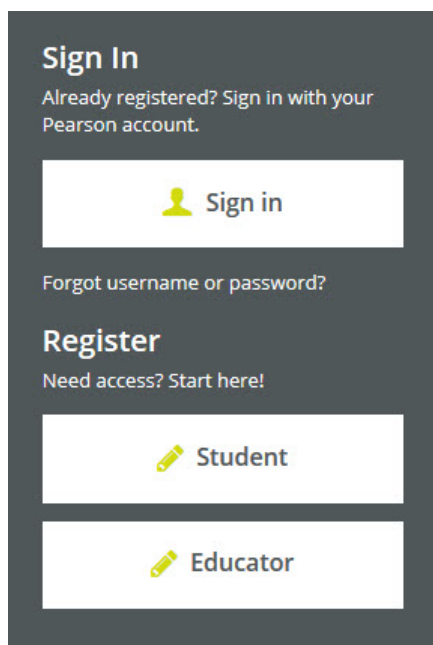 Sign In
Already registered? Sign in with your
Pearson account.
Sign in
Forgot username or password?
Register
Need access? Start here!
Student
Educator